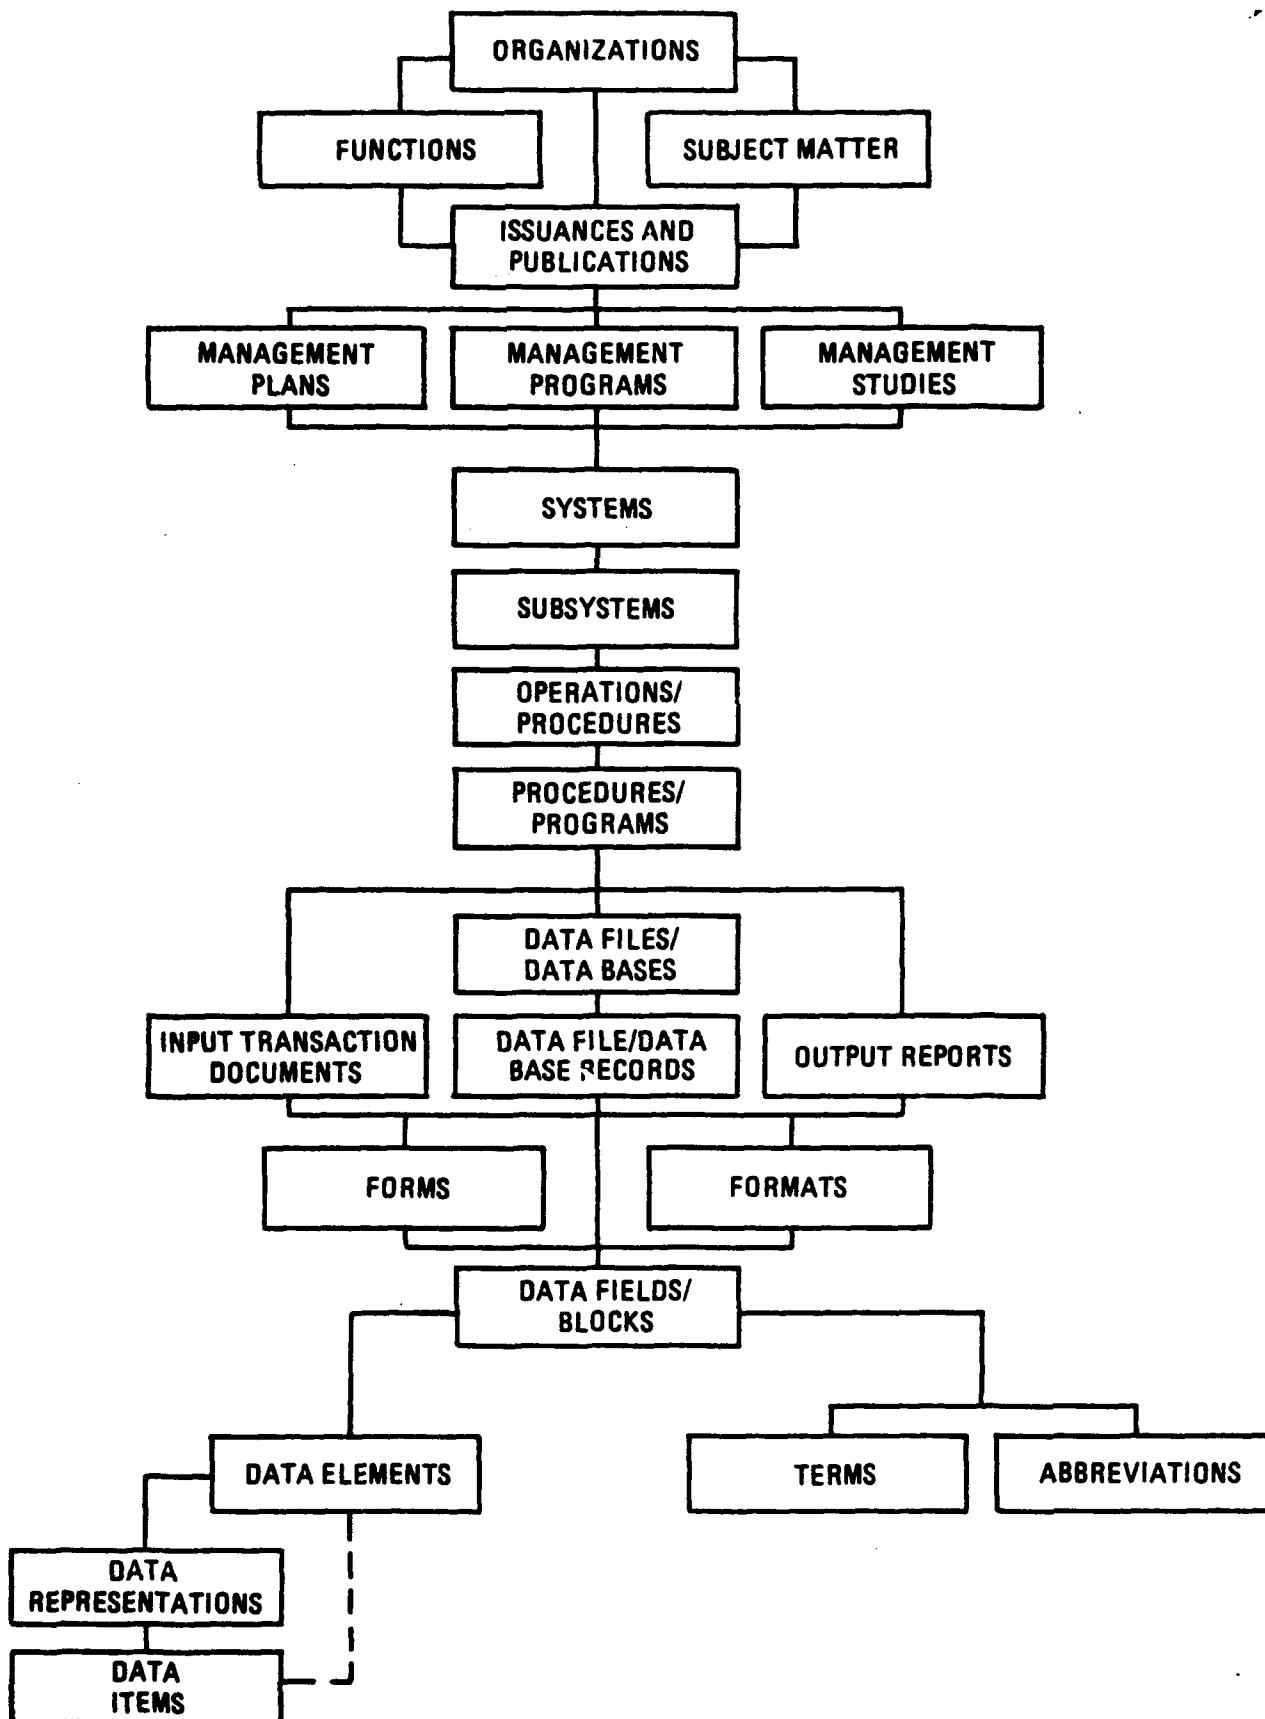 ORGANIZATIONS
FUNCTIONS
SUBJECT MATTER
ISSUANCES AND
PUBLICATIONS
MANAGEMENT
PLANS
MANAGEMENT
PROGRAMS
MANAGEMENT
STUDIES
SYSTEMS
SUBSYSTEMS
OPERATIONS/
PROCEDURES
PROCEDURES/
PROGRAMS
DATA FILES/
DATA BASES
INPUT TRANSACTION
DOCUMENTS
DATA FILE/DATA
BASE RECORDS
OUTPUT REPORTS
FORMS
FORMATS
DATA FIELDS/
BLOCKS
DATA ELEMENTS
TERMS
ABBREVIATIONS
DATA
REPRESENTATIONS
DATA
ITEMS